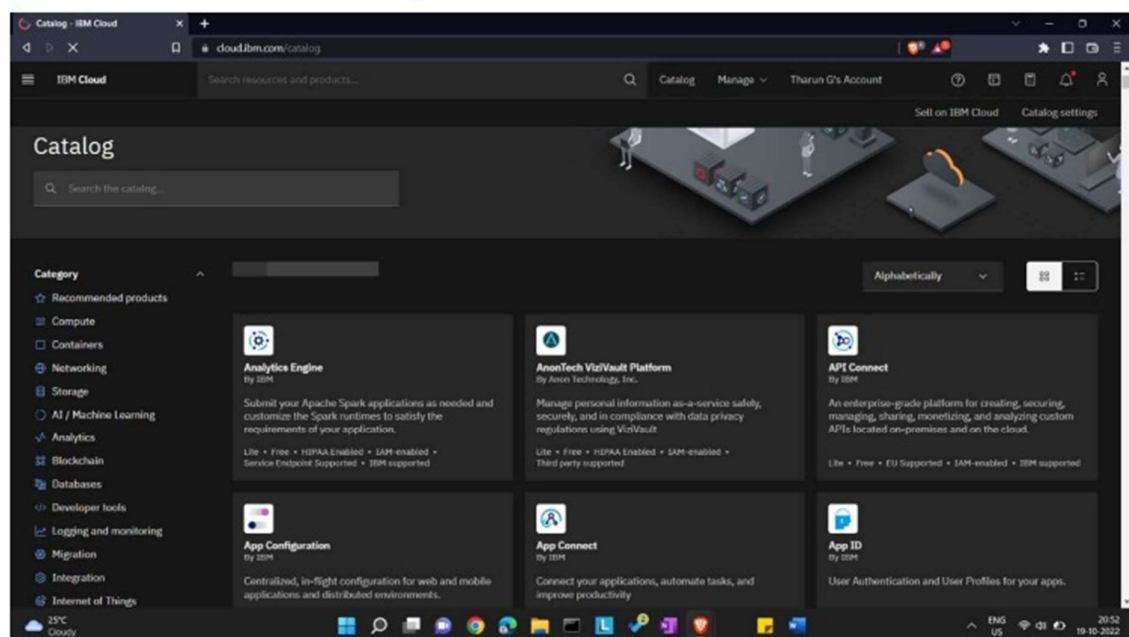 Catalog - IBM Cloud
cloud.ibm.com/catalog
IBM Cloud
Search resources and products...
Catalog
Manage
Tharun G's Account
Sell on IBM Cloud
Catalog settings
Catalog
Search the catalog...
Category
Recommended products
Compute
Containers
Networking
Storage
AI / Machine Learning
Analytics
Blockchain
Databases
Developer tools
Logging and monitoring
Migration
Integration
Internet of Things
Alphabetically
Analytics Engine
By IBM
Submit your Apache Spark applications as needed and
customize the Spark runtimes to satisfy the
requirements of your application.
Lite • Free • HIPAA Enabled • IAM-enabled •
Service Endpoint Supported • IBM supported
AnonTech ViziVault Platform
By Anon Technology, Inc.
Manage personal information as-a-service safely,
securely, and in compliance with data privacy
regulations using ViziVault
Lite • Free • HIPAA Enabled • IAM-enabled •
Third party supported
API Connect
By IBM
An enterprise-grade platform for creating, securing,
managing, sharing, monetizing, and analyzing custom
APIs located on-premises and on the cloud.
Lite • Free • EU Supported • IAM-enabled • IBM supported
App Configuration
By IBM
Centralized, in-flight configuration for web and mobile
applications and distributed environments.
App Connect
By IBM
Connect your applications, automate tasks, and
improve productivity
App ID
By IBM
User Authentication and User Profiles for your apps.
25°C
Cloudy
ENG
US
20:52
19-10-2022